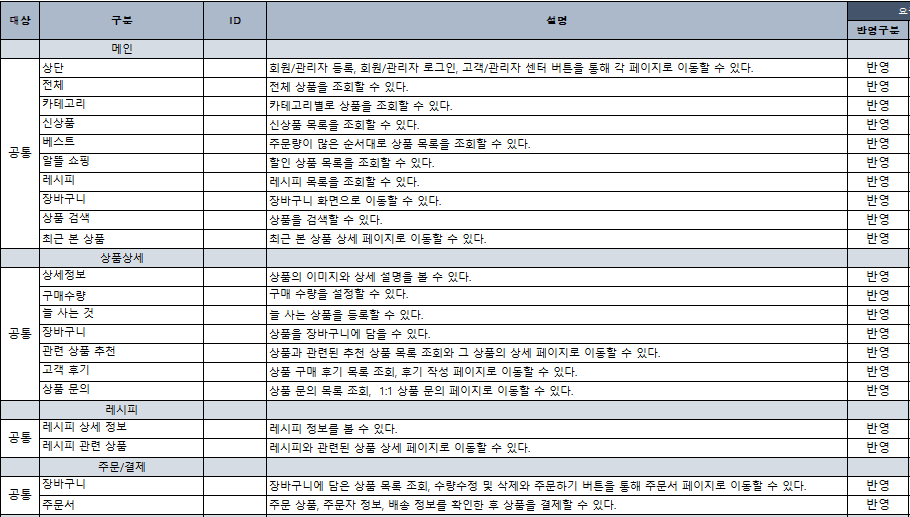 대상 구분 ID 설명 요
반영구분
메인
공통
상단 회원/관리자 등록, 회원/관리자 로그인, 고객/관리자 센터 버튼을 통해 각 페이지로 이동할 수 있다. 반영
전체 전체 상품을 조회할 수 있다. 반영
카테고리 카테고리별로 상품을 조회할 수 있다. 반영
신상품 신상품 목록을 조회할 수 있다. 반영
베스트 주문량이 많은 순서대로 상품 목록을 조회할 수 있다. 반영
알뜰 쇼핑 할인 상품 목록을 조회할 수 있다. 반영
레시피 레시피 목록을 조회할 수 있다. 반영
장바구니 장바구니 화면으로 이동할 수 있다. 반영
상품 검색 상품을 검색할 수 있다. 반영
최근 본 상품 최근 본 상품 상세 페이지로 이동할 수 있다. 반영
상품상세
공통
상세정보 상품의 이미지와 상세 설명을 볼 수 있다. 반영
구매수량 구매 수량을 설정할 수 있다. 반영
늘 사는 것 늘 사는 상품을 등록할 수 있다. 반영
장바구니 상품을 장바구니에 담을 수 있다. 반영
관련 상품 추천 상품과 관련된 추천 상품 목록 조회와 그 상품의 상세 페이지로 이동할 수 있다. 반영
고객 후기 상품 구매 후기 목록 조회, 후기 작성 페이지로 이동할 수 있다. 반영
상품 문의 상품 문의 목록 조회, 1:1 상품 문의 페이지로 이동할 수 있다. 반영
레시피
공통
레시피 상세 정보 레시피 정보를 볼 수 있다. 반영
레시피 관련 상품 레시피와 관련된 상품 상세 페이지로 이동할 수 있다. 반영
주문/결제
공통
장바구니 장바구니에 담은 상품 목록 조회, 수량수정 및 삭제와 주문하기 버튼을 통해 주문서 페이지로 이동할 수 있다. 반영
주문서 주문 상품, 주문자 정보, 배송 정보를 확인한 후 상품을 결제할 수 있다. 반영